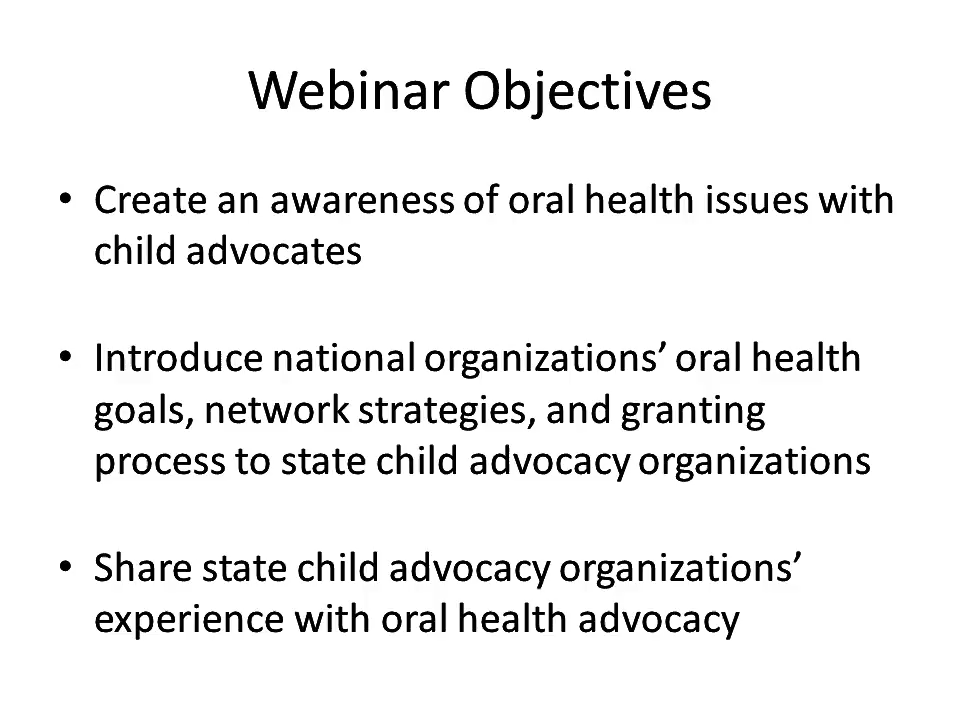 Webinar Objectives
• Create an awareness of oral health issues with
child advocates
• Introduce national organizations’ oral health
goals, network strategies, and granting
process to state child advocacy organizations
• Share state child advocacy organizations’
experience with oral health advocacy